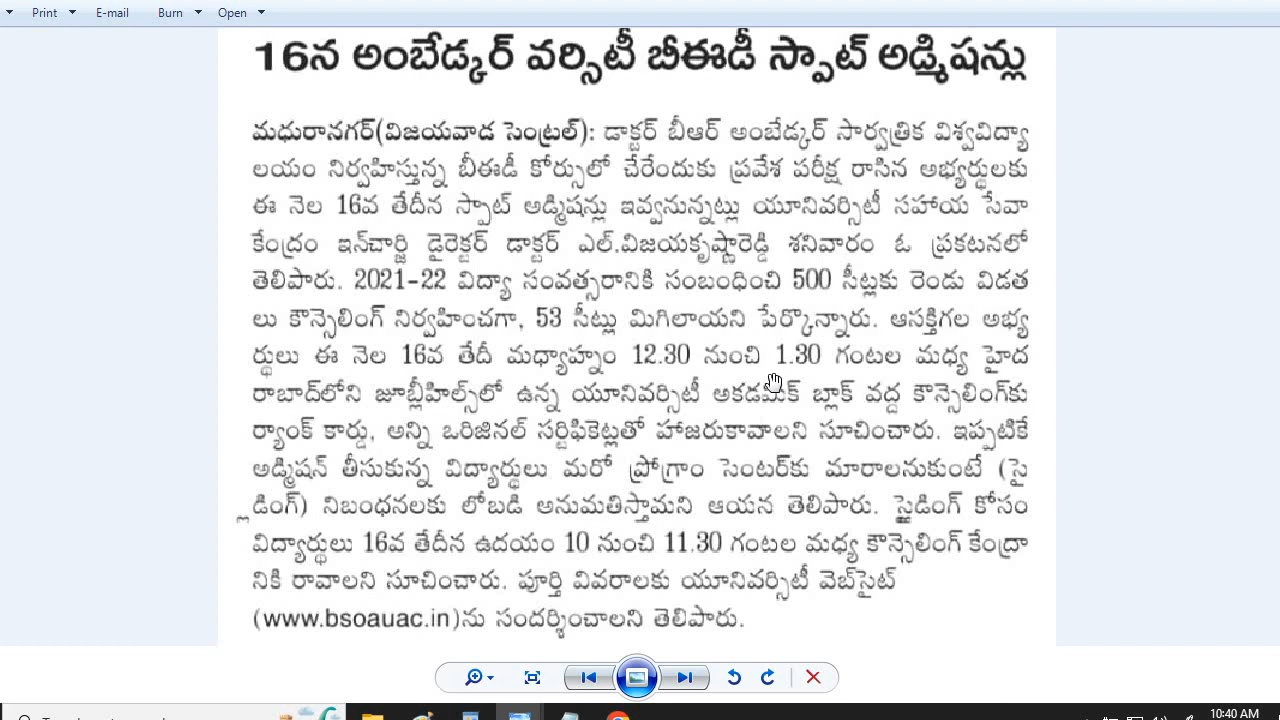 Print E-mail Burn Open
16న అంబేడ్కర్ వర్సిటీ బీఈడీ స్పాట్ అడ్మిషన్లు
మధురానగర్(విజయవాడ సెంట్రల్): డాక్టర్ బీఆర్ అంబేడ్కర్ సార్వత్రిక విశ్వవిద్యా
లయం నిర్వహిస్తున్న బీఈడీ కోర్సులో చేరేందుకు ప్రవేశ పరీక్ష రాసిన అభ్యర్థులకు
ఈ నెల 16వ తేదీన స్పాట్ అడ్మిషన్లు ఇవ్వనున్నట్లు యూనివర్సిటీ సహాయ సేవా
కేంద్రం ఇన్‌చార్జి డైరెక్టర్ డాక్టర్ ఎల్.విజయకృష్ణారెడ్డి శనివారం ఓ ప్రకటనలో
తెలిపారు. 2021-22 విద్యా సంవత్సరానికి సంబంధించి 500 సీట్లకు రెండు విడత
లు కౌన్సెలింగ్ నిర్వహించగా, 53 సీట్లు మిగిలాయని పేర్కొన్నారు. ఆసక్తిగల అభ్య
ర్థులు ఈ నెల 16వ తేదీ మధ్యాహ్నం 12.30 నుంచి 1.30 గంటల మధ్య హైద
రాబాద్‌లోని జూబ్లీహిల్స్‌లో ఉన్న యూనివర్సిటీ అకడమిక్ బ్లాక్ వద్ద కౌన్సెలింగ్‌కు
ర్యాంక్ కార్డు, అన్ని ఒరిజినల్ సర్టిఫికెట్లతో హాజరుకావాలని సూచించారు. ఇప్పటికే
అడ్మిషన్ తీసుకున్న విద్యార్థులు మరో ప్రోగ్రాం సెంటర్‌కు మారాలనుకుంటే (స్లై
డింగ్) నిబంధనలకు లోబడి అనుమతిస్తామని ఆయన తెలిపారు. స్లైడింగ్ కోసం
విద్యార్థులు 16వ తేదీన ఉదయం 10 నుంచి 11.30 గంటల మధ్య కౌన్సెలింగ్ కేంద్రా
నికి రావాలని సూచించారు. పూర్తి వివరాలకు యూనివర్సిటీ వెబ్‌సైట్
(www.bsoauac.in)ను సందర్శించాలని తెలిపారు.
10:40 AM